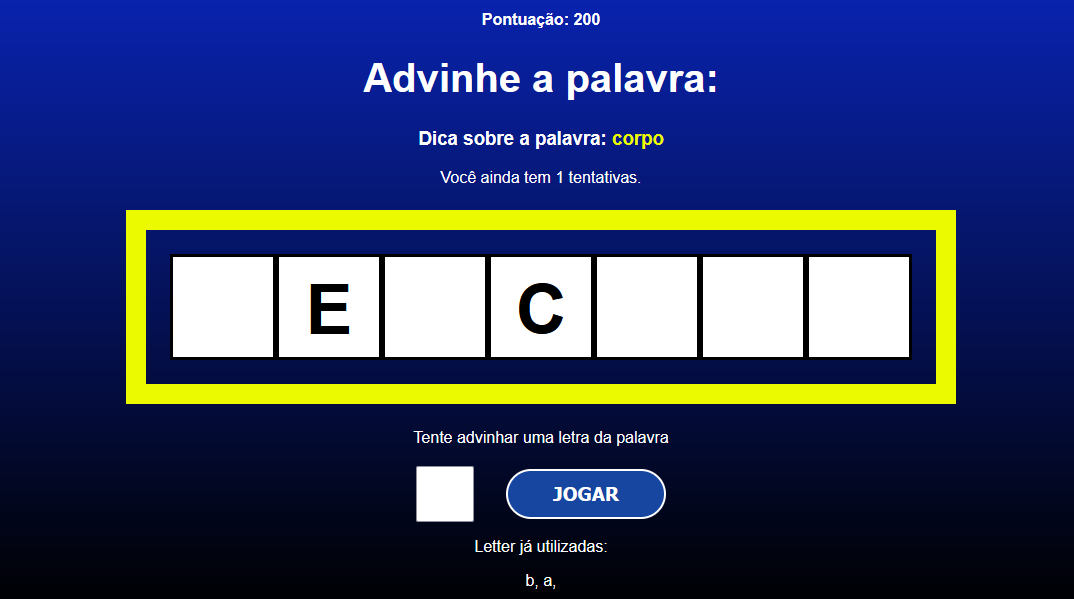 Pontuação: 200
Advinhe a palavra:
Dica sobre a palavra: corpo
Você ainda tem 1 tentativas.
E C
Tente advinhar uma letra da palavra
JOGAR
Letter já utilizadas:
b, a,